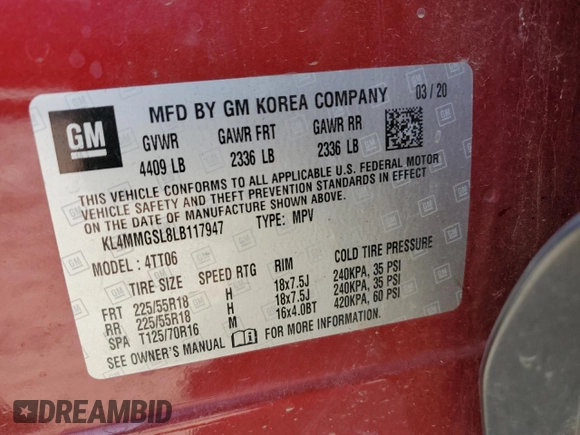 GM
MFD BY GM KOREA COMPANY 03 / 20
GVWR GAWR FRT GAWR RR
4409 LB 2336 LB 2336 LB
THIS VEHICLE CONFORMS TO ALL APPLICABLE U.S. FEDERAL MOTOR
VEHICLE SAFETY AND THEFT PREVENTION STANDARDS IN EFFECT
ON THE DATE OF MANUFACTURE SHOWN ABOVE.
KL4MMGSL8LB117947 TYPE: MPV
MODEL : 4TT06
TIRE SIZE SPEED RTG RIM COLD TIRE PRESSURE
FRT 225/55R18 H 18x7.5J 240KPA, 35 PSI
RR 225/55R18 H 18x7.5J 240KPA, 35 PSI
SPA T125/70R16 M 16x4.0BT 420KPA, 60 PSI
SEE OWNER'S MANUAL FOR MORE INFORMATION.
DREAMBID